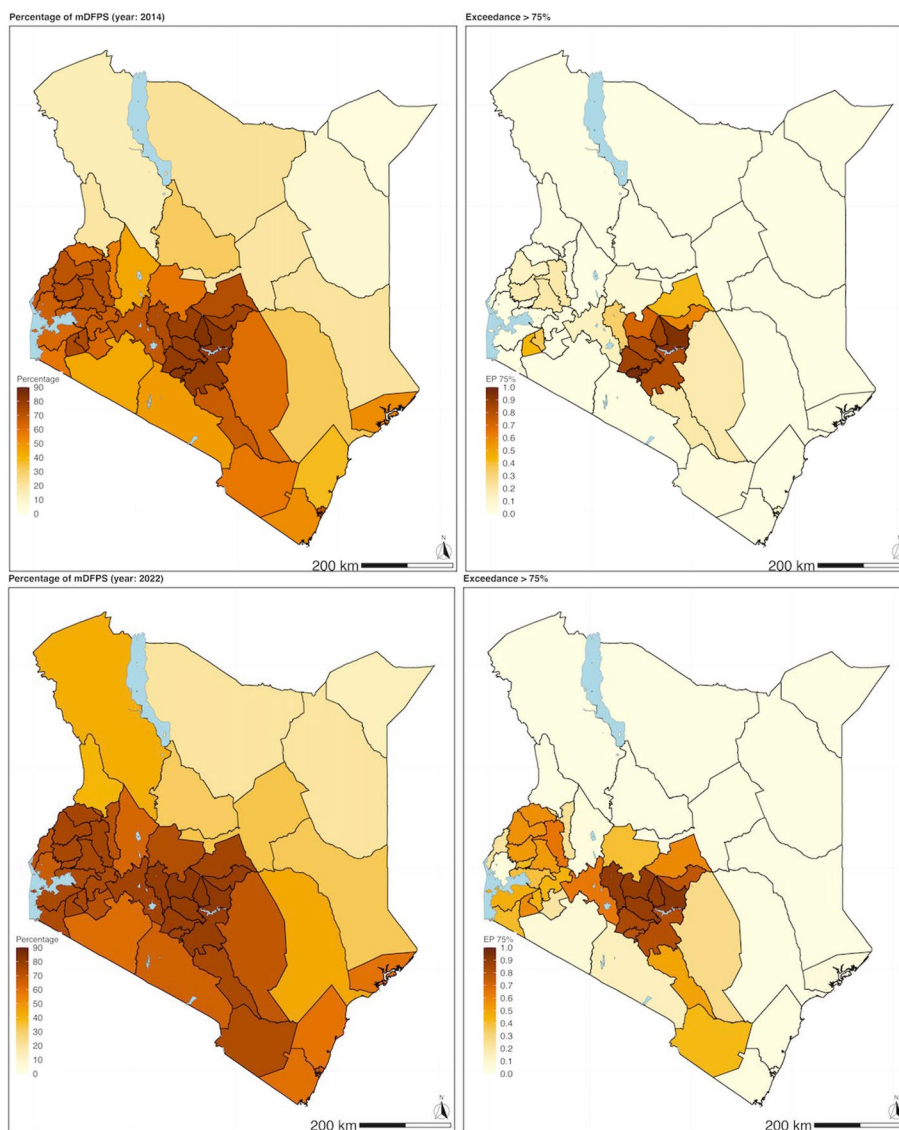 Percentage of mDFPS (year: 2014)
Exceedance > 75%
Percentage
90
80
70
60
50
40
30
20
10
0
EP 75%
1.0
0.9
0.8
0.7
0.6
0.5
0.4
0.3
0.2
0.1
0.0
N
200 km
N
200 km
Percentage of mDFPS (year: 2022)
Exceedance > 75%
Percentage
90
80
70
60
50
40
30
20
10
0
EP 75%
1.0
0.9
0.8
0.7
0.6
0.5
0.4
0.3
0.2
0.1
0.0
N
200 km
N
200 km